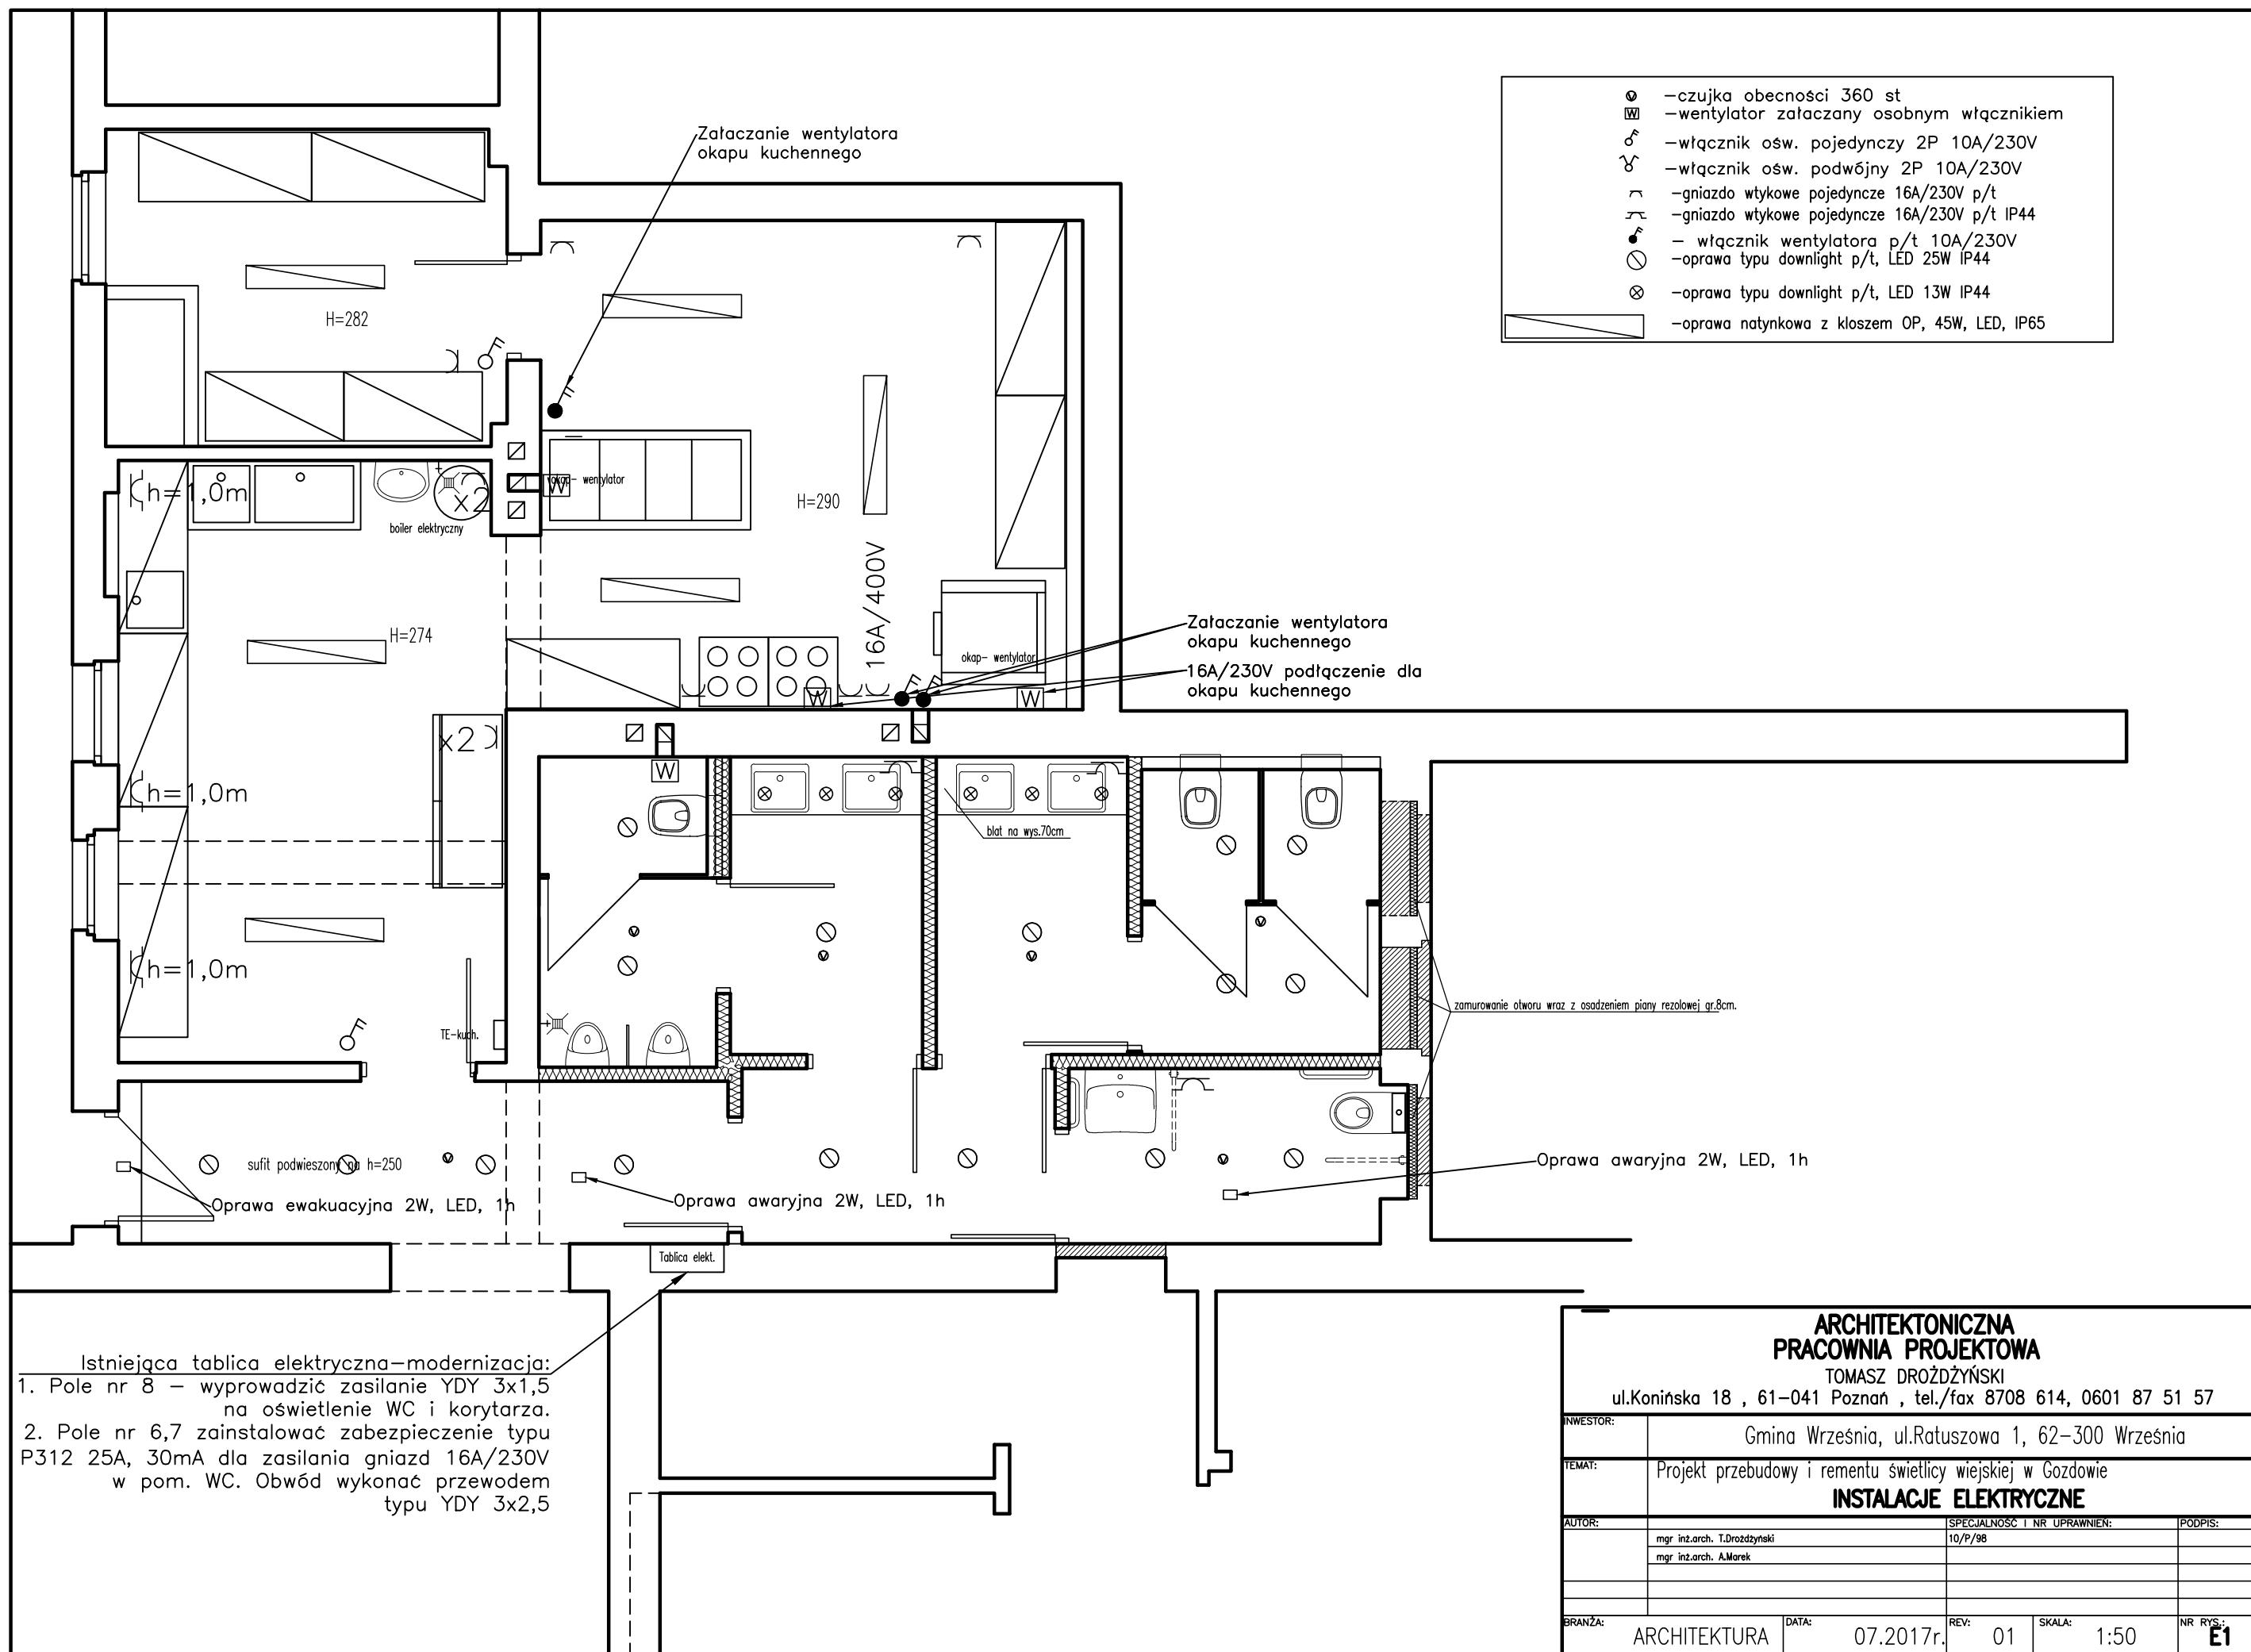 Załaczanie wentylatora
okapu kuchennego
-czujka obecności 360 st
W -wentylator załaczany osobnym włącznikiem
-włącznik ośw. pojedynczy 2P 10A/230V
-włącznik ośw. podwójny 2P 10A/230V
-gniazdo wtykowe pojedyncze 16A/230V p/t
-gniazdo wtykowe pojedyncze 16A/230V p/t IP44
- włącznik wentylatora p/t 10A/230V
-oprawa typu downlight p/t, LED 25W IP44
-oprawa typu downlight p/t, LED 13W IP44
-oprawa natynkowa z kloszem OP, 45W, LED, IP65
H=282
h=1,0m
x2
boiler elektryczny
W
okap- wentylator
H=290
16A/400V
H=274
okap- wentylator
W
W
Załaczanie wentylatora
okapu kuchennego
16A/230V podłączenie dla
okapu kuchennego
x2
W
h=1,0m
blat na wys.70cm
h=1,0m
TE-kuch.
zamurowanie otworu wraz z osadzeniem piany rezolowej gr.8cm.
sufit podwieszony na h=250
Oprawa ewakuacyjna 2W, LED, 1h
Oprawa awaryjna 2W, LED, 1h
Oprawa awaryjna 2W, LED, 1h
Tablica elekt.
Istniejąca tablica elektryczna-modernizacja:
1. Pole nr 8 - wyprowadzić zasilanie YDY 3x1,5
na oświetlenie WC i korytarza.
2. Pole nr 6,7 zainstalować zabezpieczenie typu
P312 25A, 30mA dla zasilania gniazd 16A/230V
w pom. WC. Obwód wykonać przewodem
typu YDY 3x2,5
ARCHITEKTONICZNA
PRACOWNIA PROJEKTOWA
TOMASZ DROŻDŻYŃSKI
ul.Konińska 18 , 61-041 Poznań , tel./fax 8708 614, 0601 87 51 57
INWESTOR:
Gmina Września, ul.Ratuszowa 1, 62-300 Września
TEMAT:
Projekt przebudowy i rementu świetlicy wiejskiej w Gozdowie
INSTALACJE ELEKTRYCZNE
AUTOR: SPECJALNOŚĆ I NR UPRAWNIEŃ: PODPIS:
mgr inż.arch. T.Drożdżyński 10/P/98
mgr inż.arch. A.Marek
BRANŻA: DATA: REV: SKALA: NR RYS.:
ARCHITEKTURA 07.2017r. 01 1:50 E1